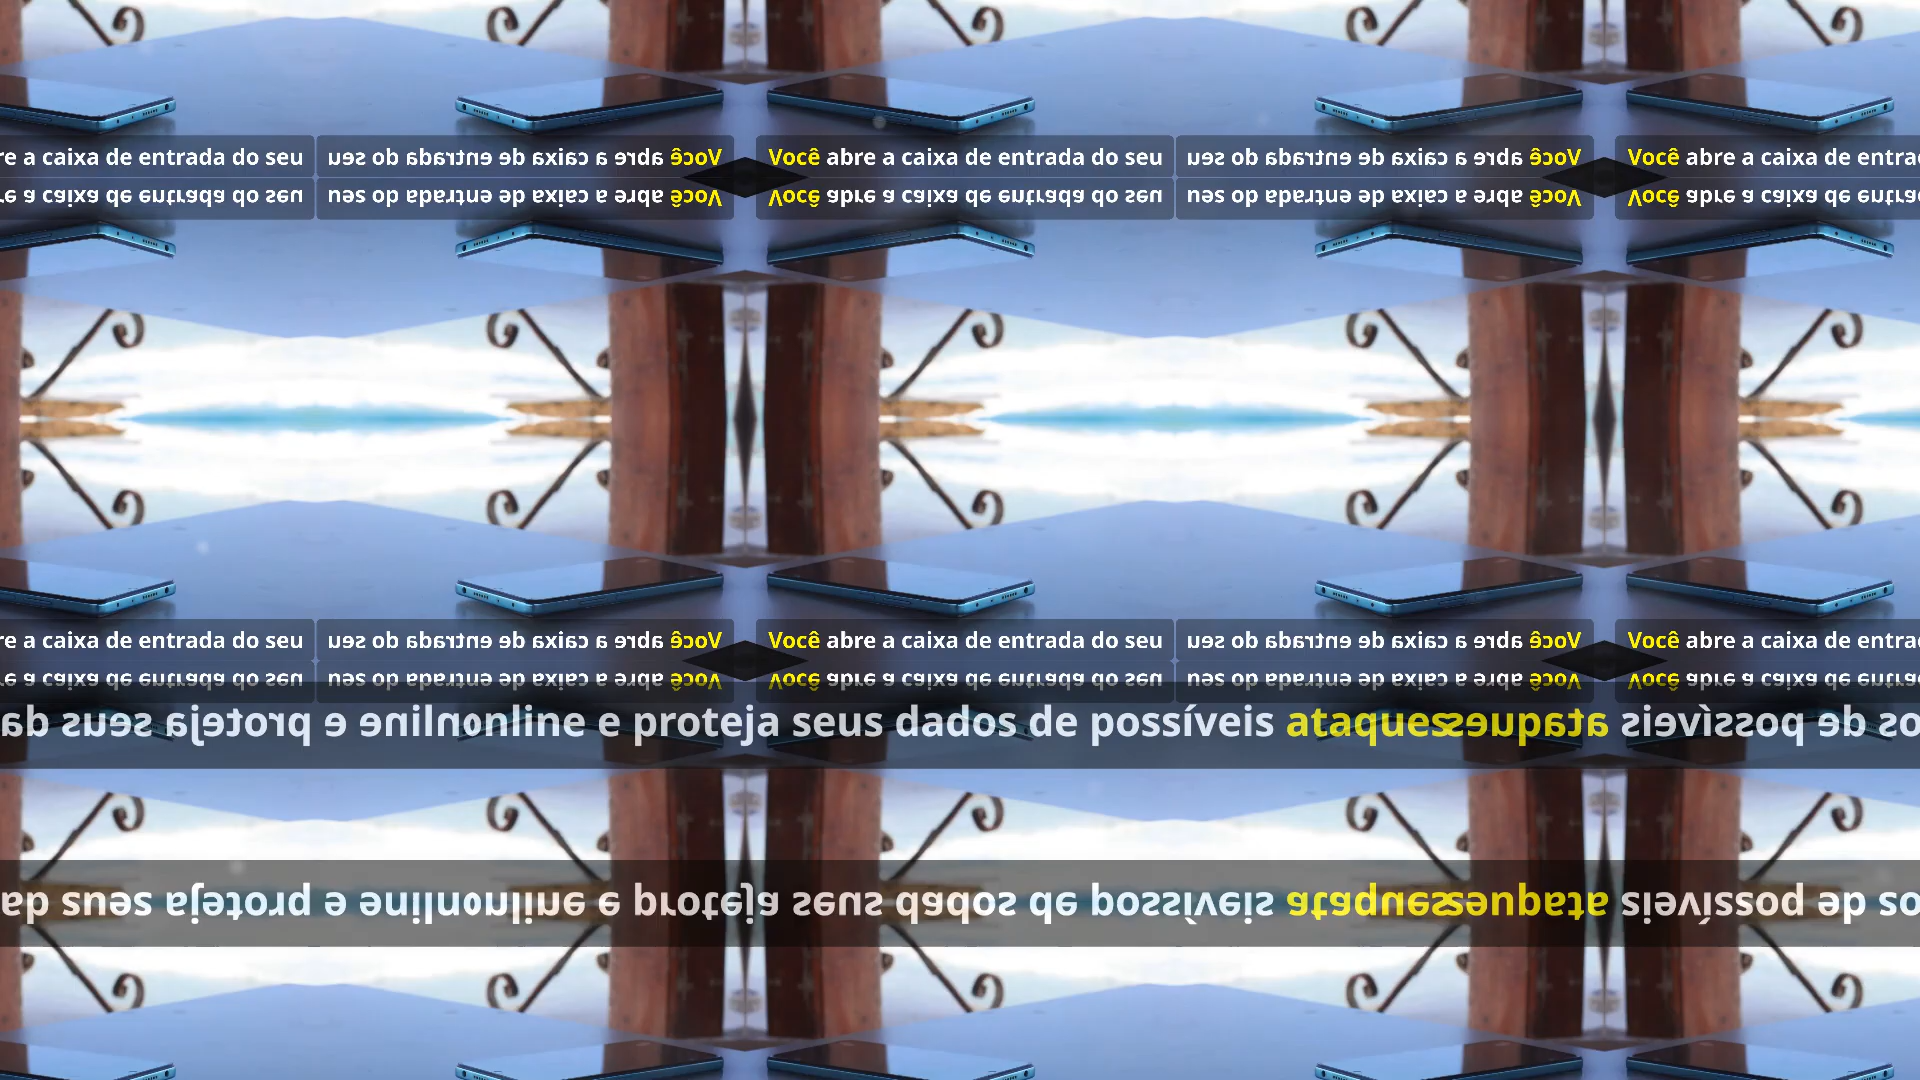 Você abre a caixa de entrada do seu
online e proteja seus dados de possíveis ataques